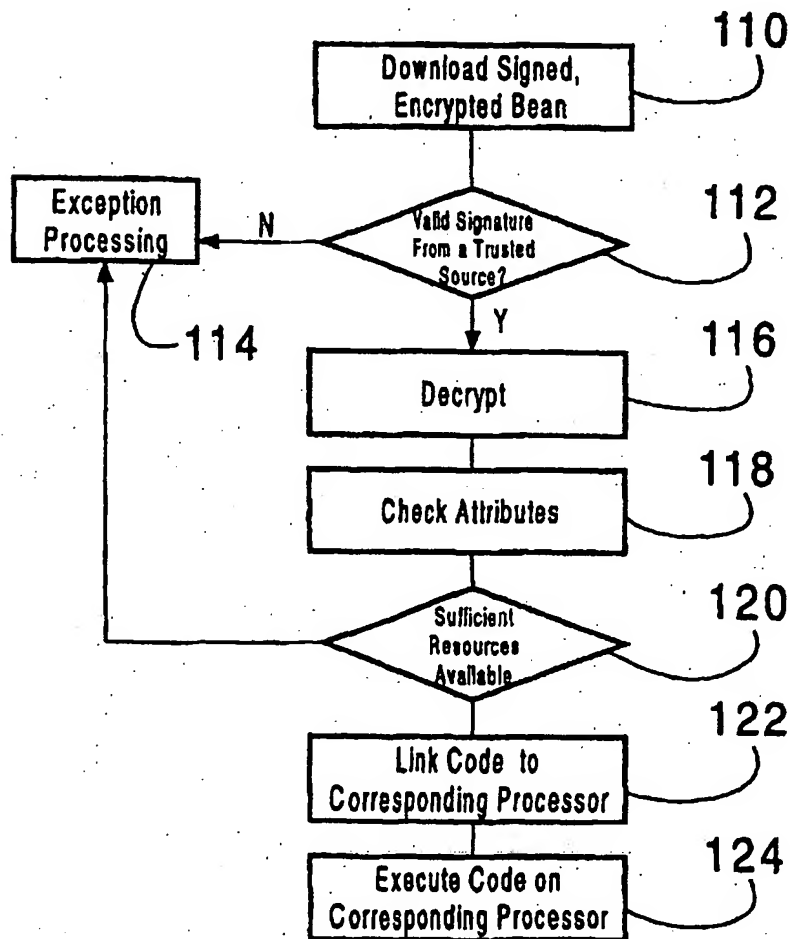 110
Download Signed,
Encrypted Bean
112
Valid Signature
From a Trusted
Source?
N
Exception
Processing
114
Y
116
Decrypt
118
Check Attributes
120
Sufficient
Resources
Available
122
Link Code to
Corresponding Processor
124
Execute Code on
Corresponding Processor